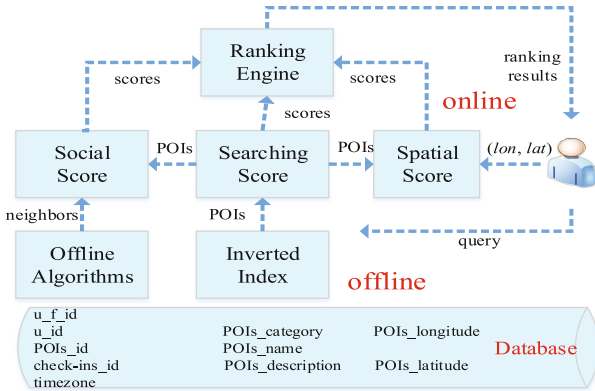 Ranking
Engine
ranking
results
scores
scores
scores
online
Social
Score
POIs
Searching
Score
POIs
Spatial
Score
(lon, lat)
neighbors
POIs
Offline
Algorithms
Inverted
Index
query
offline
u_f_id
u_id
POIs_id
check-ins_id
timezone
POIs_category
POIs_name
POIs_description
POIs_longitude
POIs_latitude
Database